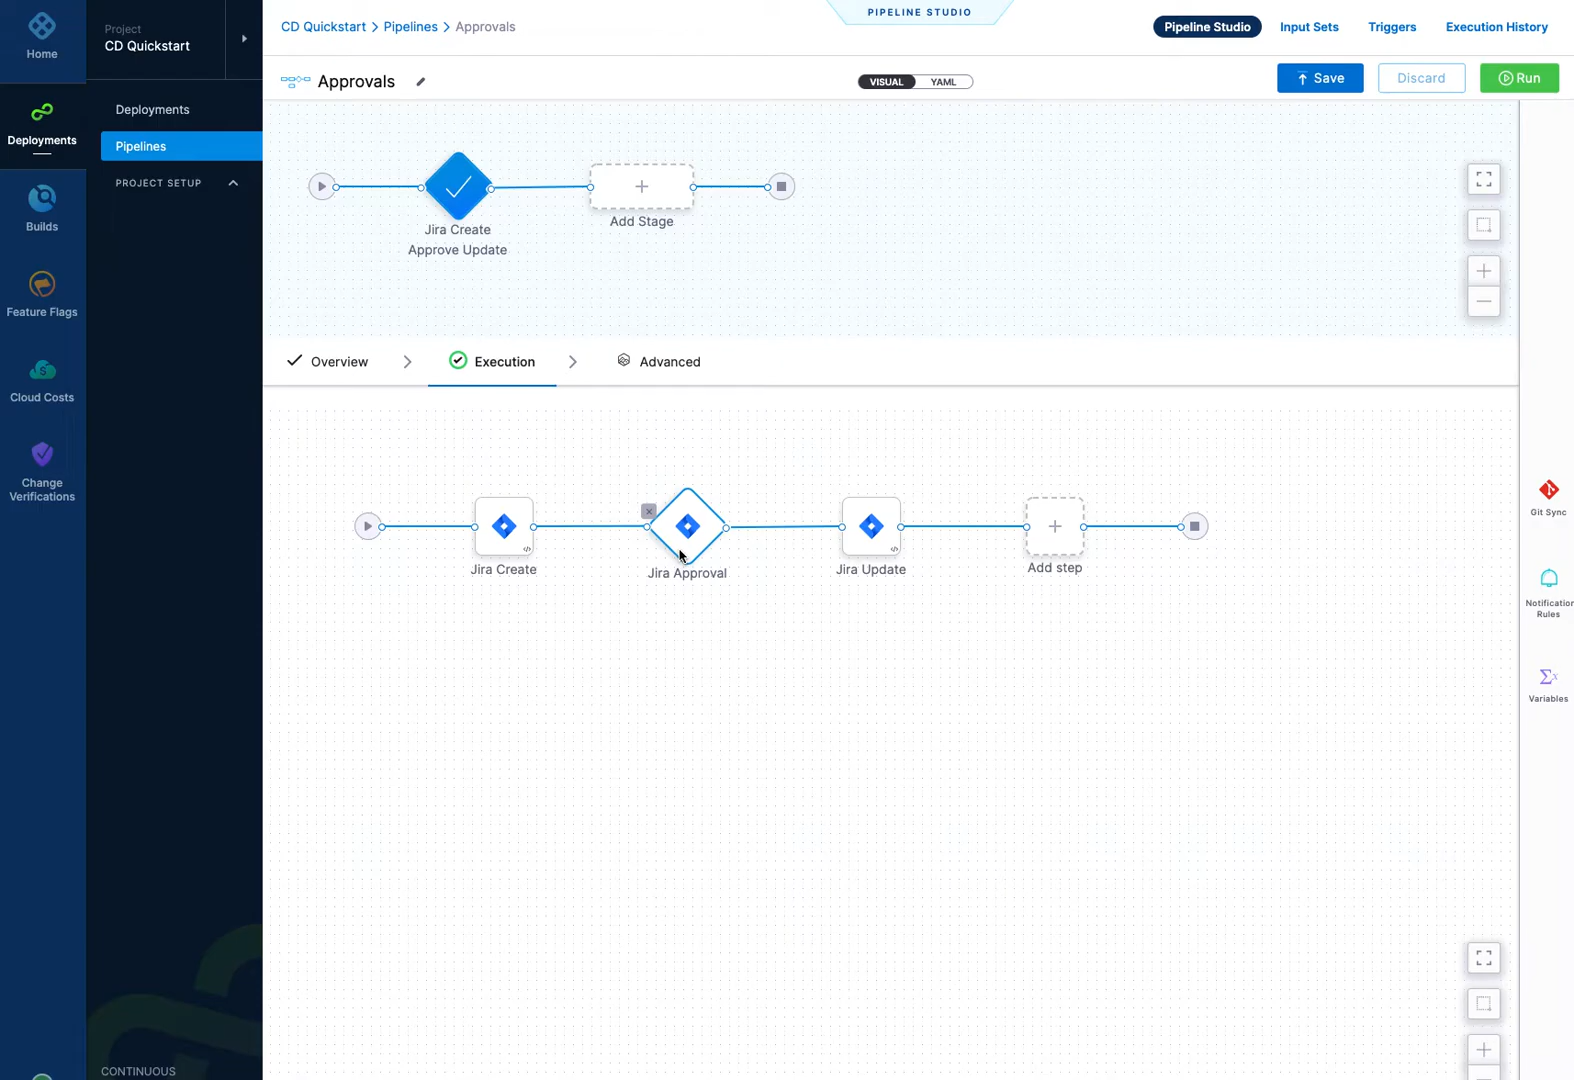 Home
Deployments
Builds
Feature Flags
Cloud Costs
Change
Verifications
Project
CD Quickstart
Deployments
Pipelines
PROJECT SETUP
CONTINUOUS
CD Quickstart > Pipelines > Approvals
PIPELINE STUDIO
Pipeline Studio
Input Sets
Triggers
Execution History
Approvals
VISUAL
YAML
Save
Discard
Run
Jira Create
Approve Update
Add Stage
Overview
Execution
Advanced
Jira Create
Jira Approval
Jira Update
Add step
Git Sync
Notification
Rules
Variables